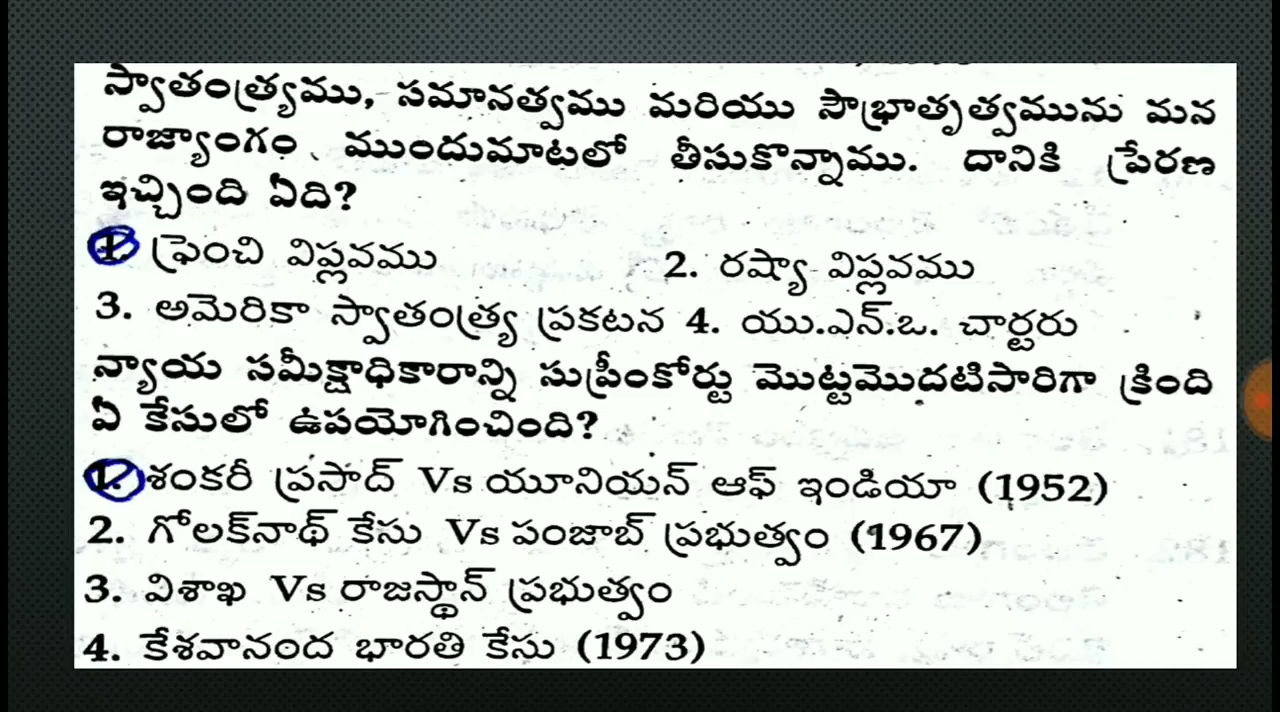 స్వాతంత్ర్యము, సమానత్వము మరియు సౌభ్రాతృత్వమును మన
రాజ్యాంగం ముందుమాటలో తీసుకొన్నాము. దానికి ప్రేరణ
ఇచ్చింది ఏది?
1. ఫ్రెంచి విప్లవము 2. రష్యా విప్లవము
3. అమెరికా స్వాతంత్ర్య ప్రకటన 4. యు.ఎన్.ఒ. చార్టరు
న్యాయ సమీక్షాధికారాన్ని సుప్రీంకోర్టు మొట్టమొదటిసారిగా క్రింది
ఏ కేసులో ఉపయోగించింది?
1. శంకరీ ప్రసాద్ Vs యూనియన్ ఆఫ్ ఇండియా (1952)
2. గోలక్‌నాథ్ కేసు Vs పంజాబ్ ప్రభుత్వం (1967)
3. విశాఖ Vs రాజస్థాన్ ప్రభుత్వం
4. కేశవానంద భారతి కేసు (1973)